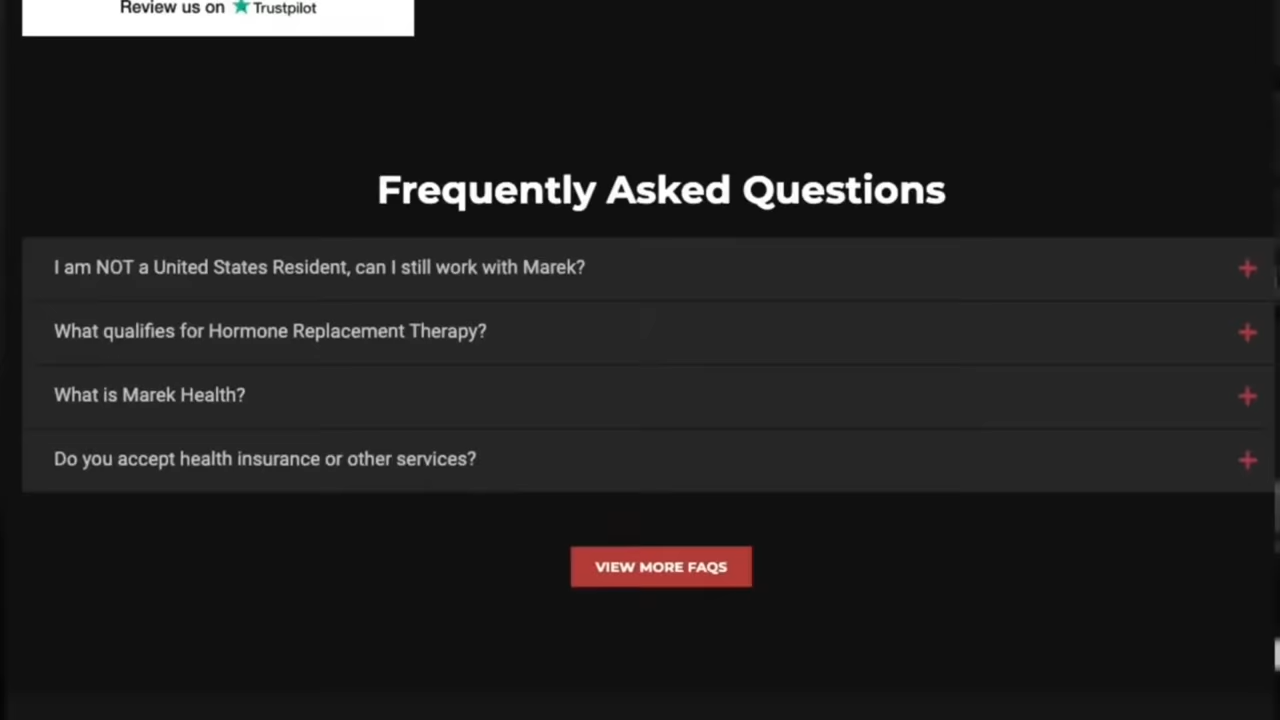 Review us on Trustpilot
Frequently Asked Questions
I am NOT a United States Resident, can I still work with Marek?
What qualifies for Hormone Replacement Therapy?
What is Marek Health?
Do you accept health insurance or other services?
VIEW MORE FAQS